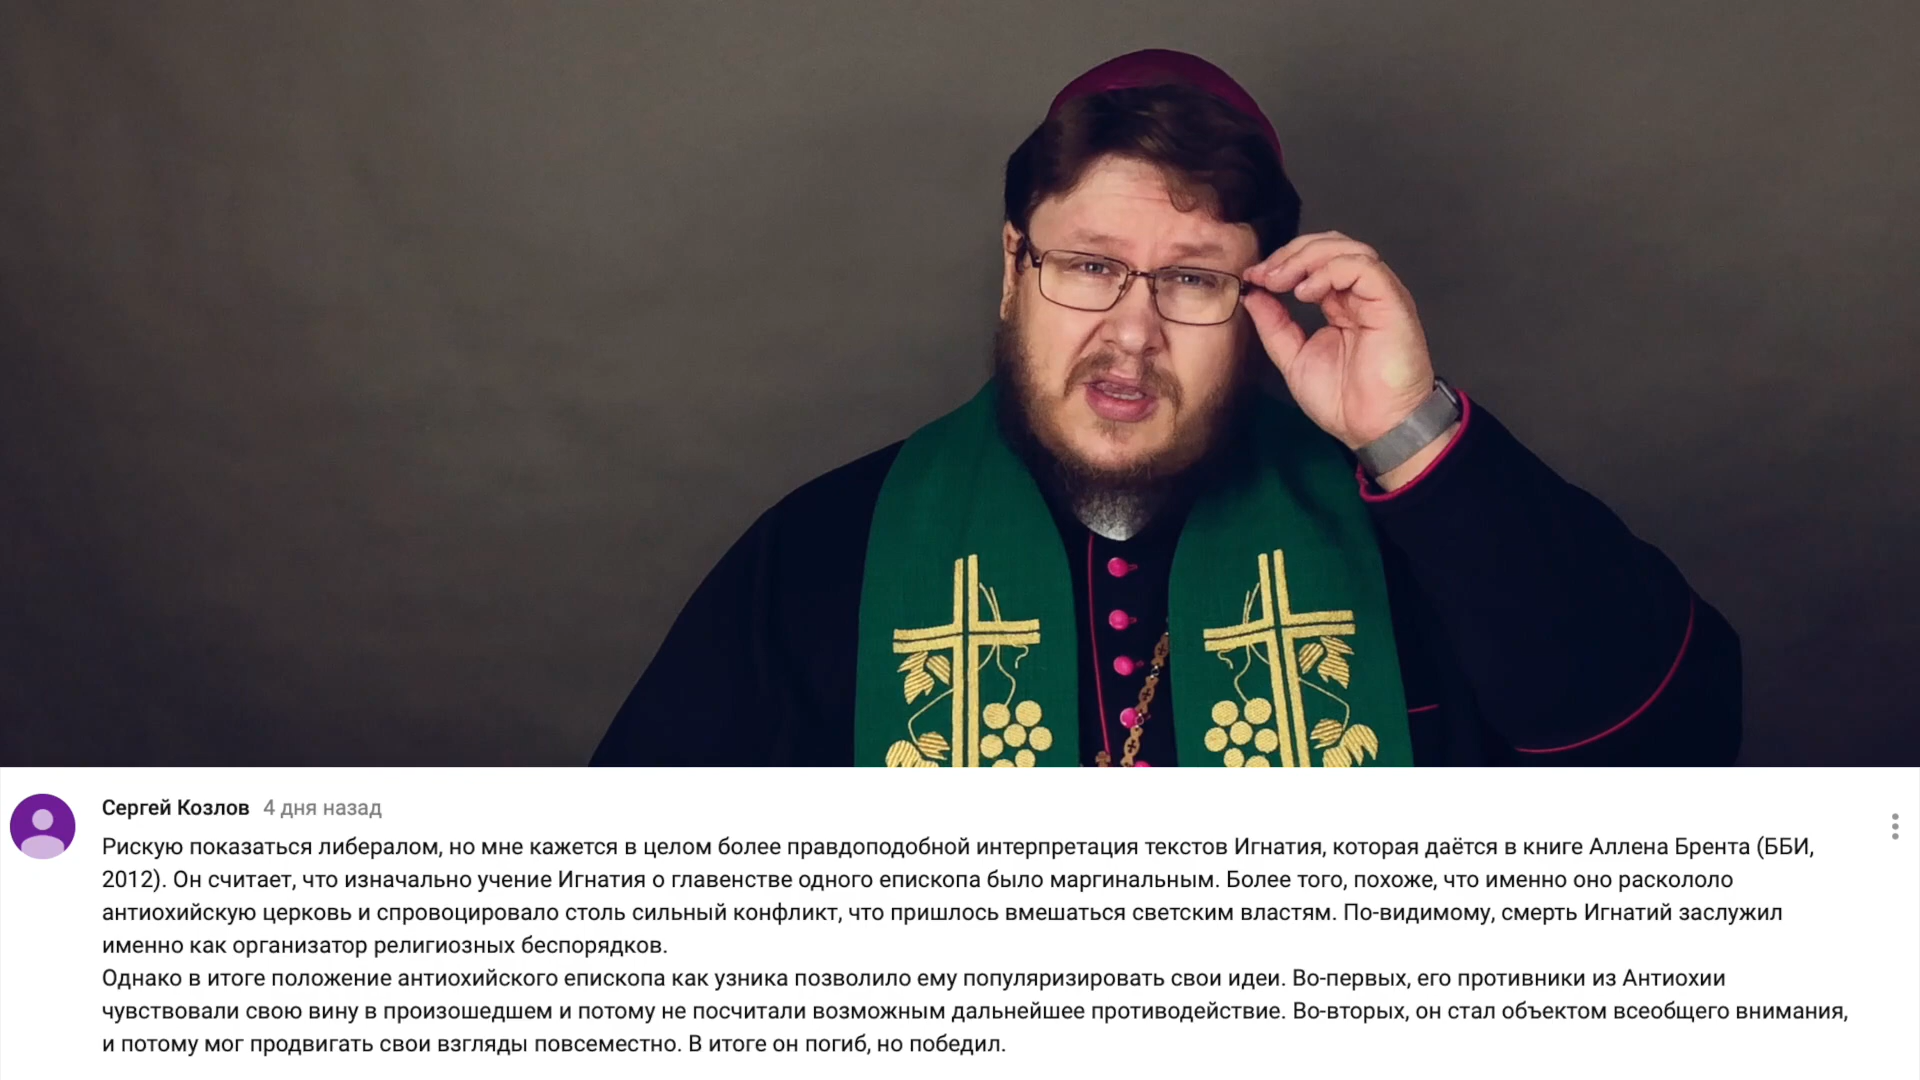 Сергей Козлов 4 дня назад
Рискую показаться либералом, но мне кажется в целом более правдоподобной интерпретация текстов Игнатия, которая даётся в книге Аллена Брента (ББИ,
2012). Он считает, что изначально учение Игнатия о главенстве одного епископа было маргинальным. Более того, похоже, что именно оно раскололо
антиохийскую церковь и спровоцировало столь сильный конфликт, что пришлось вмешаться светским властям. По-видимому, смерть Игнатий заслужил
именно как организатор религиозных беспорядков.
Однако в итоге положение антиохийского епископа как узника позволило ему популяризировать свои идеи. Во-первых, его противники из Антиохии
чувствовали свою вину в произошедшем и потому не посчитали возможным дальнейшее противодействие. Во-вторых, он стал объектом всеобщего внимания,
и потому мог продвигать свои взгляды повсеместно. В итоге он погиб, но победил.